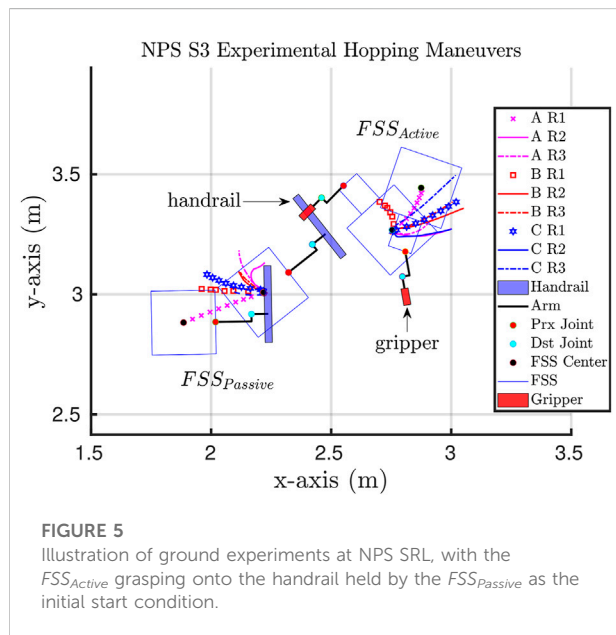 NPS S3 Experimental Hopping Maneuvers
FSS_Active
handrail
FSS_Passive
gripper
y-axis (m)
3.5
3
2.5
1.5
2
2.5
3
3.5
x-axis (m)
A R1
A R2
A R3
B R1
B R2
B R3
C R1
C R2
C R3
Handrail
Arm
Prx Joint
Dst Joint
FSS Center
FSS
Gripper
FIGURE 5
Illustration of ground experiments at NPS SRL, with the
FSS_Active grasping onto the handrail held by the FSS_Passive as the
initial start condition.